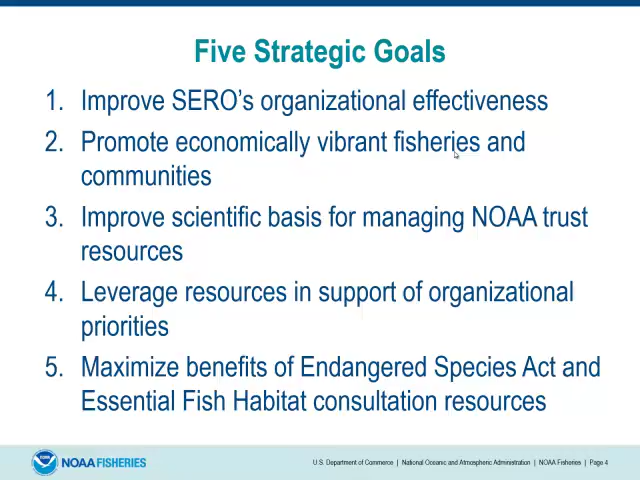 Five Strategic Goals
1. Improve SERO's organizational effectiveness
2. Promote economically vibrant fisheries and
communities
3. Improve scientific basis for managing NOAA trust
resources
4. Leverage resources in support of organizational
priorities
5. Maximize benefits of Endangered Species Act and
Essential Fish Habitat consultation resources
NOAA FISHERIES
U.S. Department of Commerce | National Oceanic and Atmospheric Administration | NOAA Fisheries | Page 4